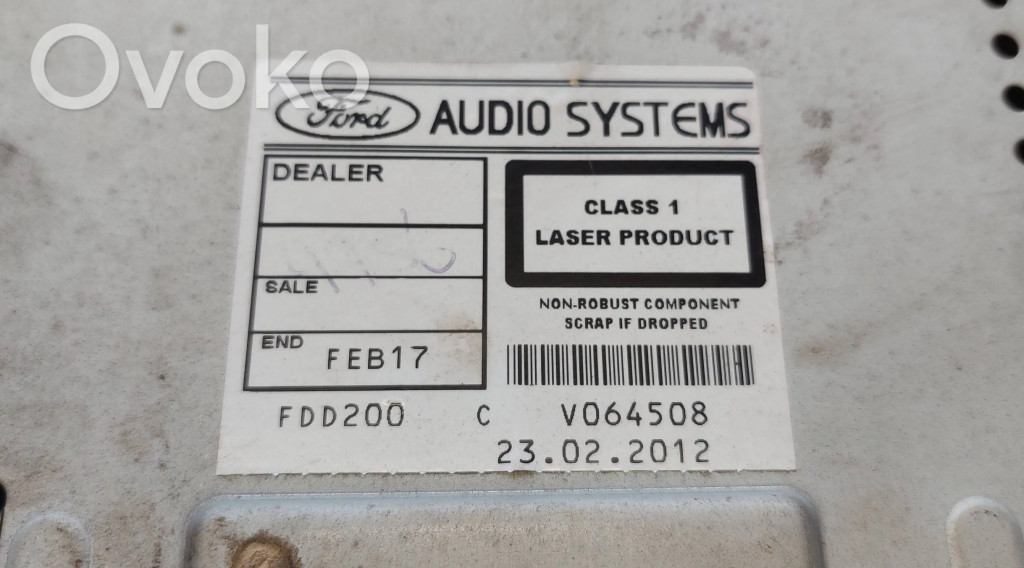 Ovoko
Ford AUDIO SYSTEMS
DEALER
SALE
END FEB17
CLASS 1
LASER PRODUCT
NON-ROBUST COMPONENT
SCRAP IF DROPPED
FDD200 C V064508
23.02.2012